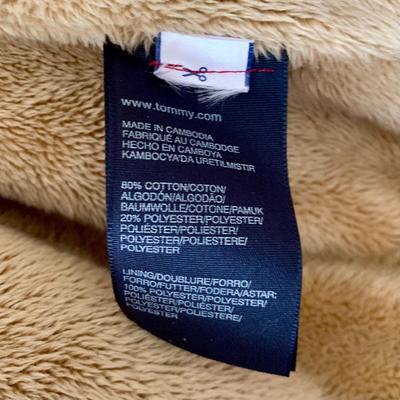 www.tommy.com
MADE IN CAMBODIA
FABRIQUÉ AU CAMBODGE
HECHO EN CAMBOYA
KAMBOÇYA'DA URETILMISTIR
80% COTTON/COTON/
ALGODÓN/ALGODÃO/
BAUMWOLLE/COTONE/PAMUK
20% POLYESTER/POLYESTER/
POLIÉSTER/POLIÉSTER/
POLYESTER/POLIESTERE/
POLYESTER
LINING/DOUBLURE/FORRO/
FORRO/FUTTER/FODERA/ASTAR:
100% POLYESTER/POLYESTER/
POLIÉSTER/POLIÉSTER/
POLYESTER/POLIESTERE/
POLYESTER